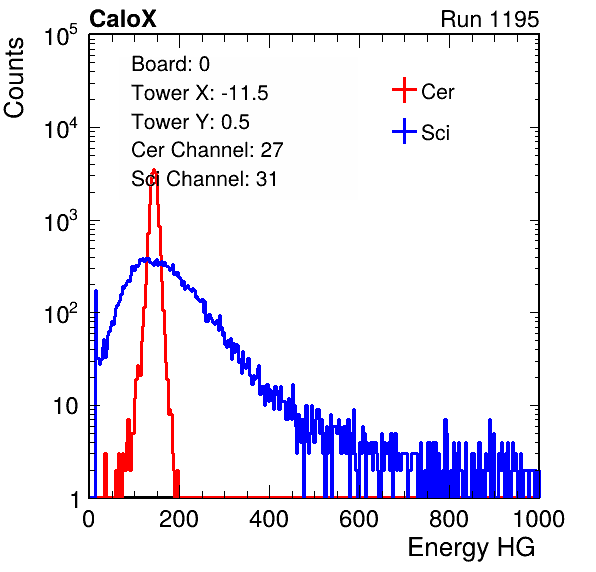 CaloX Run 1195
Counts
Energy HG
Board: 0
Tower X: -11.5
Tower Y: 0.5
Cer Channel: 27
Sci Channel: 31
Cer
Sci
10^5
10^4
10^3
10^2
10
1
0 200 400 600 800 1000